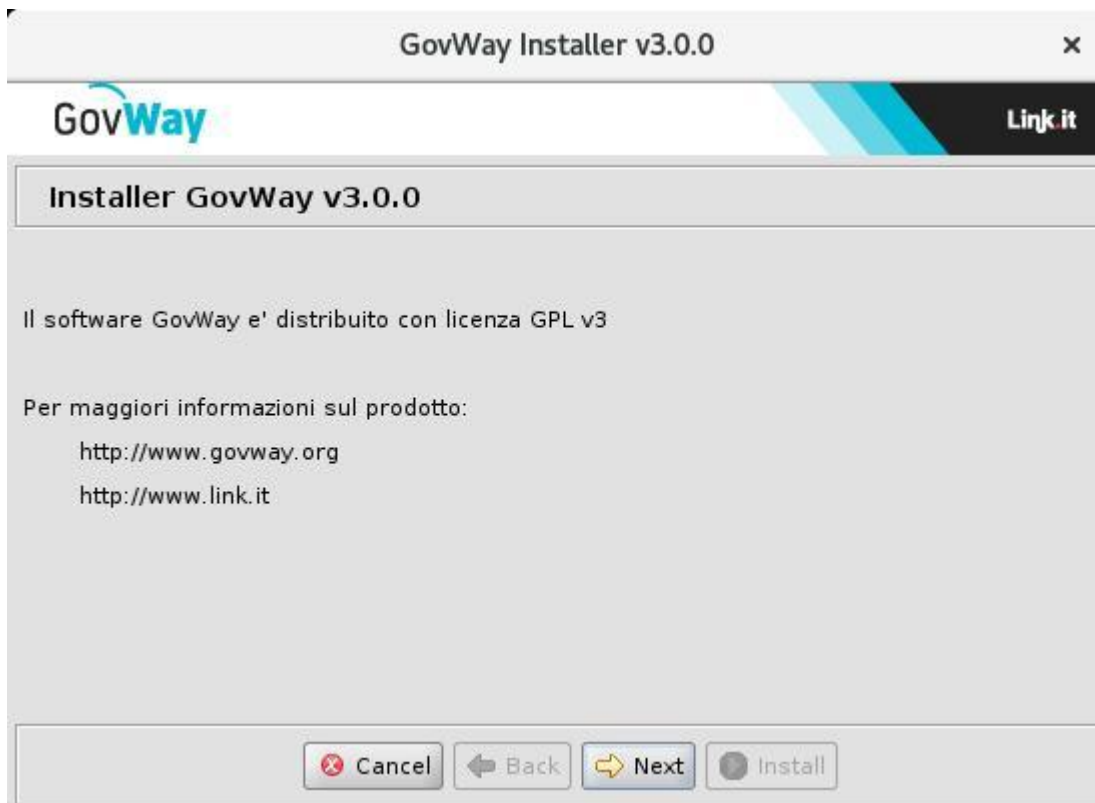 GovWay Installer v3.0.0
GovWay
Link.it
Installer GovWay v3.0.0
Il software GovWay e' distribuito con licenza GPL v3
Per maggiori informazioni sul prodotto:
http://www.govway.org
http://www.link.it
Cancel Back Next Install